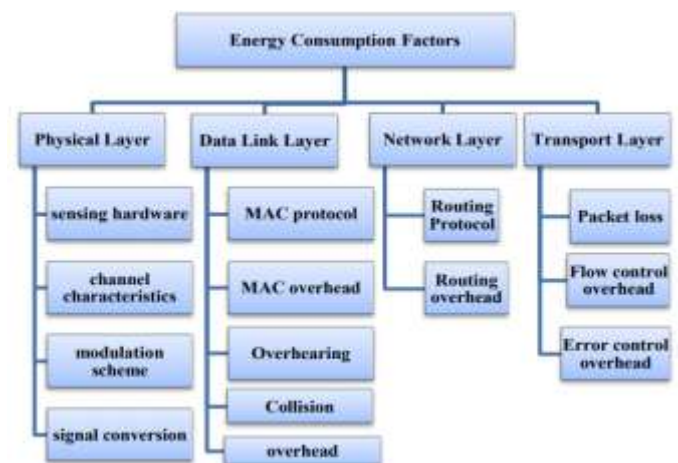 Energy Consumption Factors
Physical Layer
Data Link Layer
Network Layer
Transport Layer
sensing hardware
channel
characteristics
modulation
scheme
signal conversion
MAC protocol
MAC overhead
Overhearing
Collision
overhead
Routing
Protocol
Routing
overhead
Packet loss
Flow control
overhead
Error control
overhead